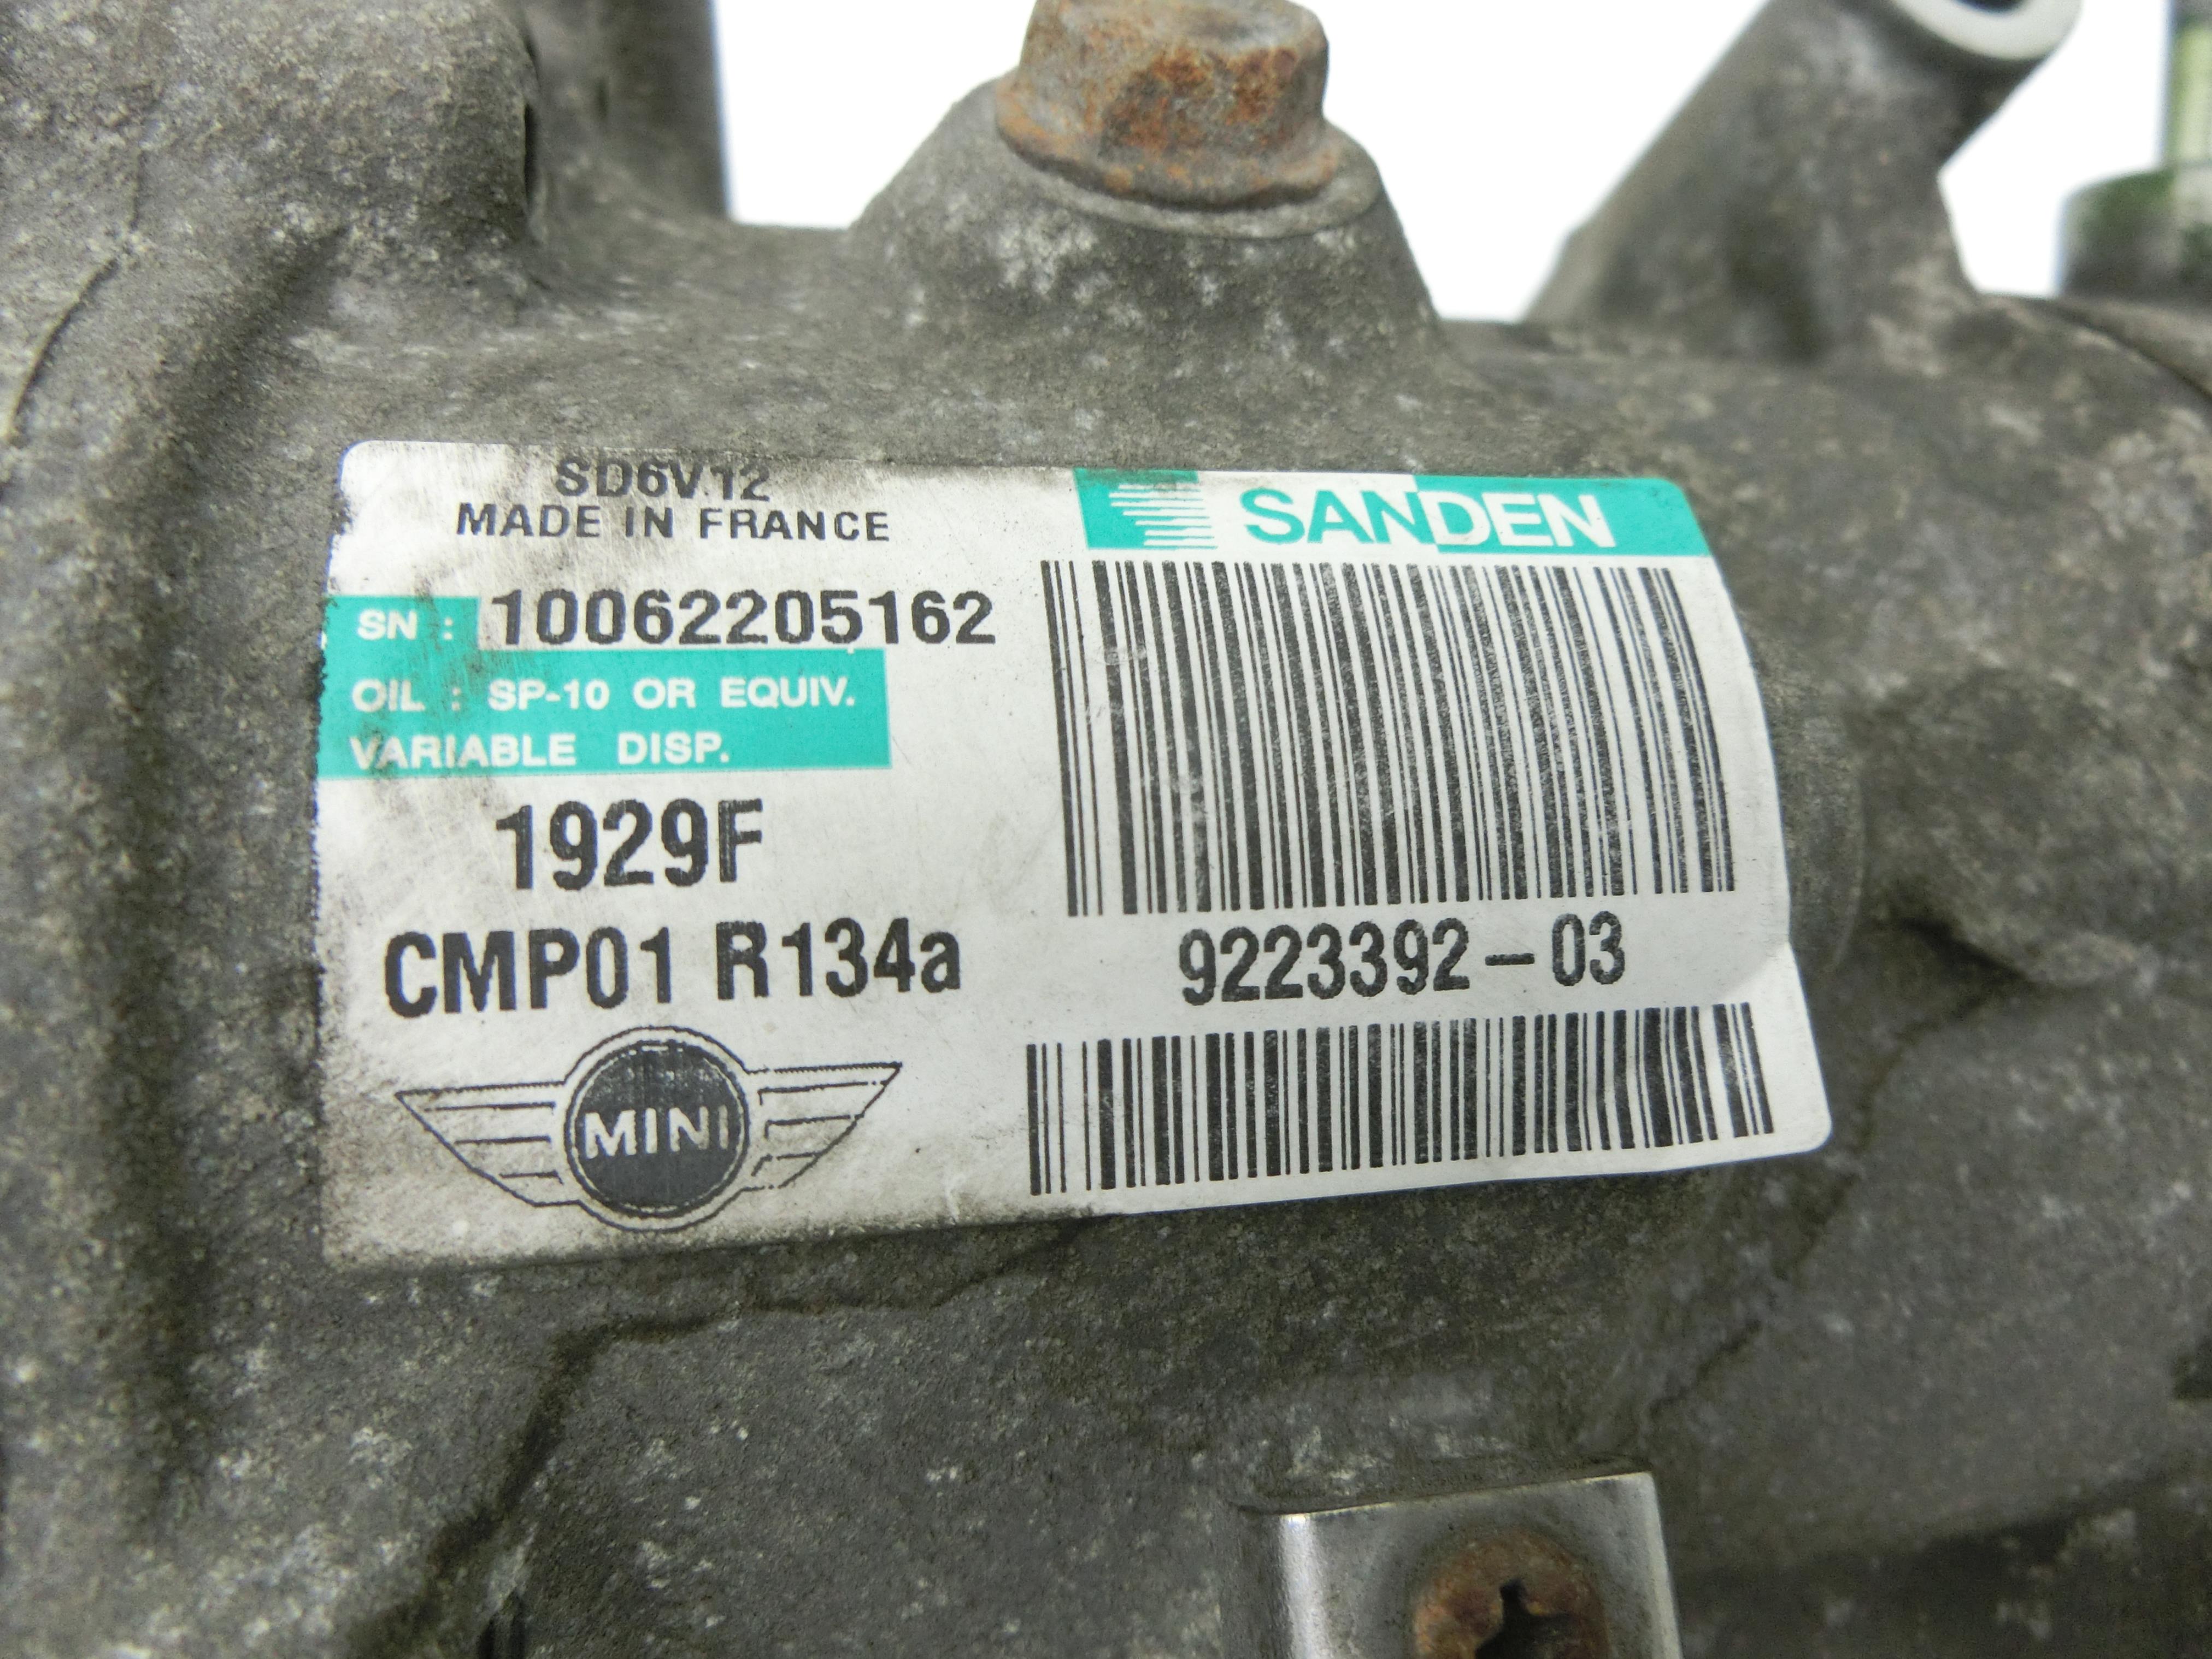 SD6V12
MADE IN FRANCE
SANDEN
SN : 10062205162
OIL : SP-10 OR EQUIV.
VARIABLE DISP.
1929F
CMP01 R134a
9223392-03
MINI